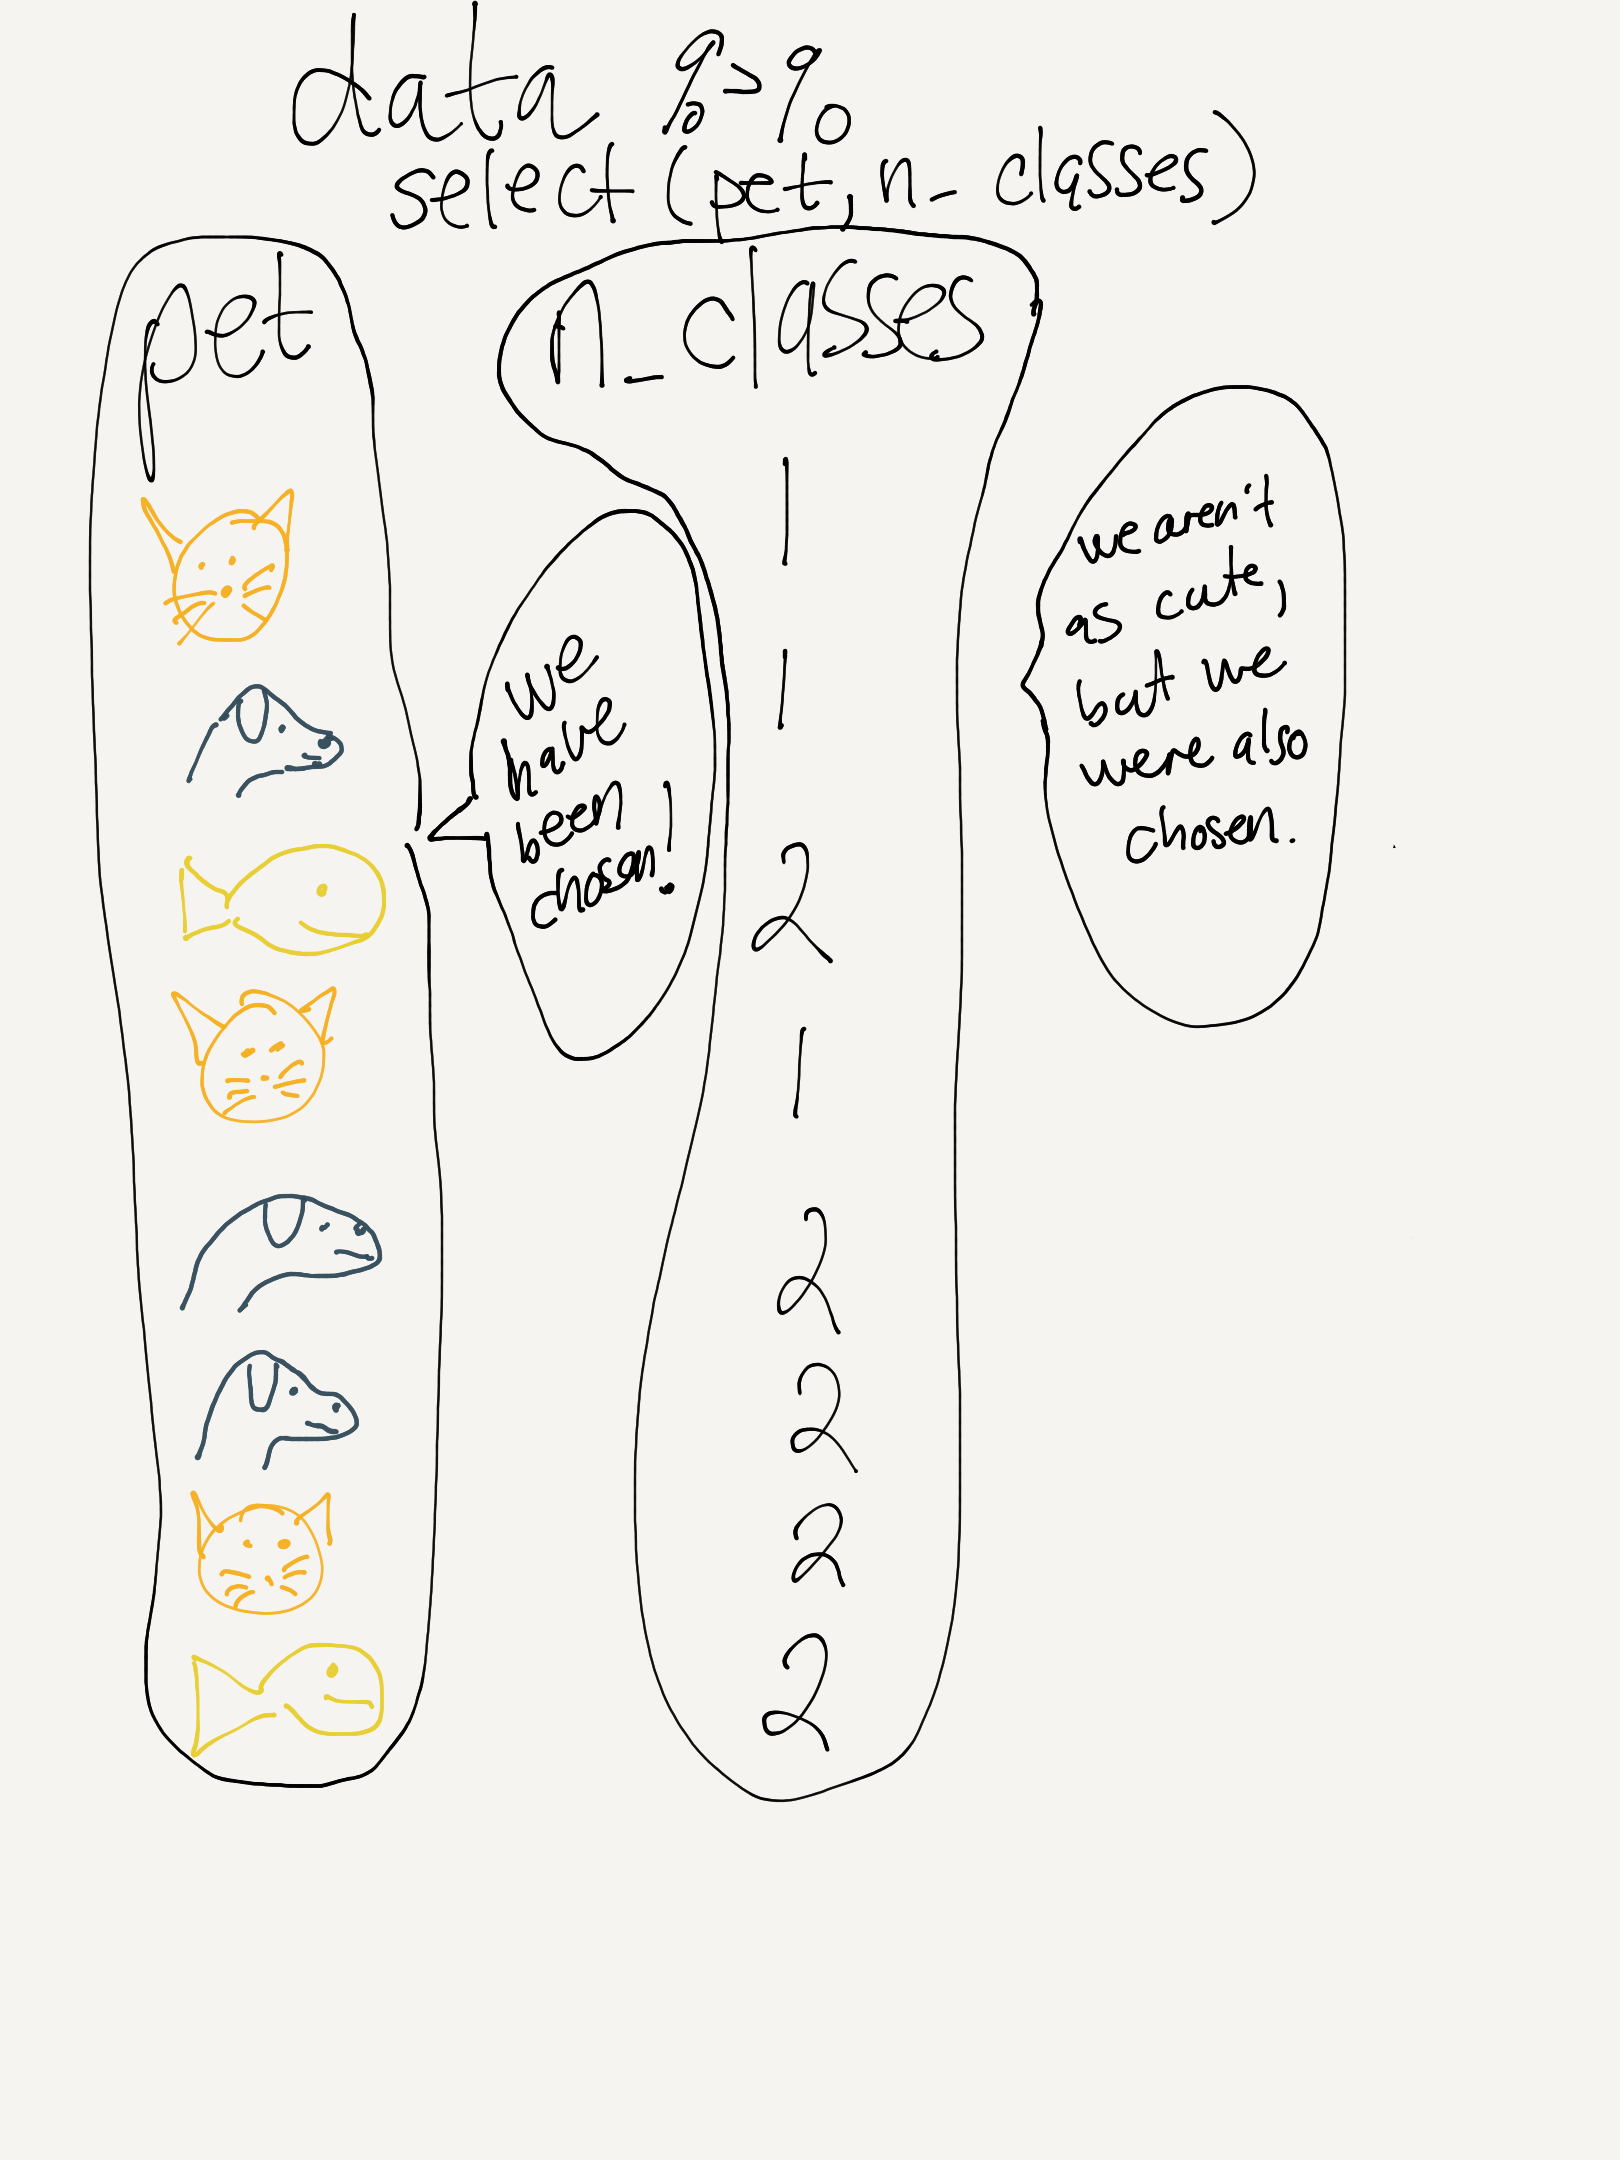 data %>%
select(pet, n_classes)
pet
n_classes
we
have
been
chosen!
1
1
2
1
2
2
2
2
we aren't
as cute,
but we
were also
chosen.